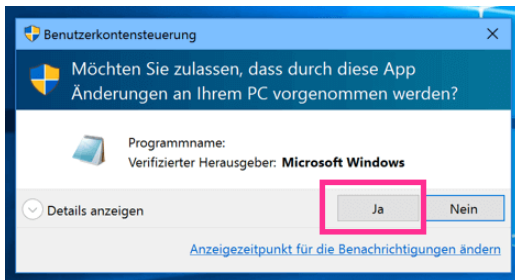 Benutzerkontensteuerung
Möchten Sie zulassen, dass durch diese App
Änderungen an Ihrem PC vorgenommen werden?
Programmname:
Verifizierter Herausgeber: Microsoft Windows
Details anzeigen
Ja
Nein
Anzeigezeitpunkt für die Benachrichtigungen ändern